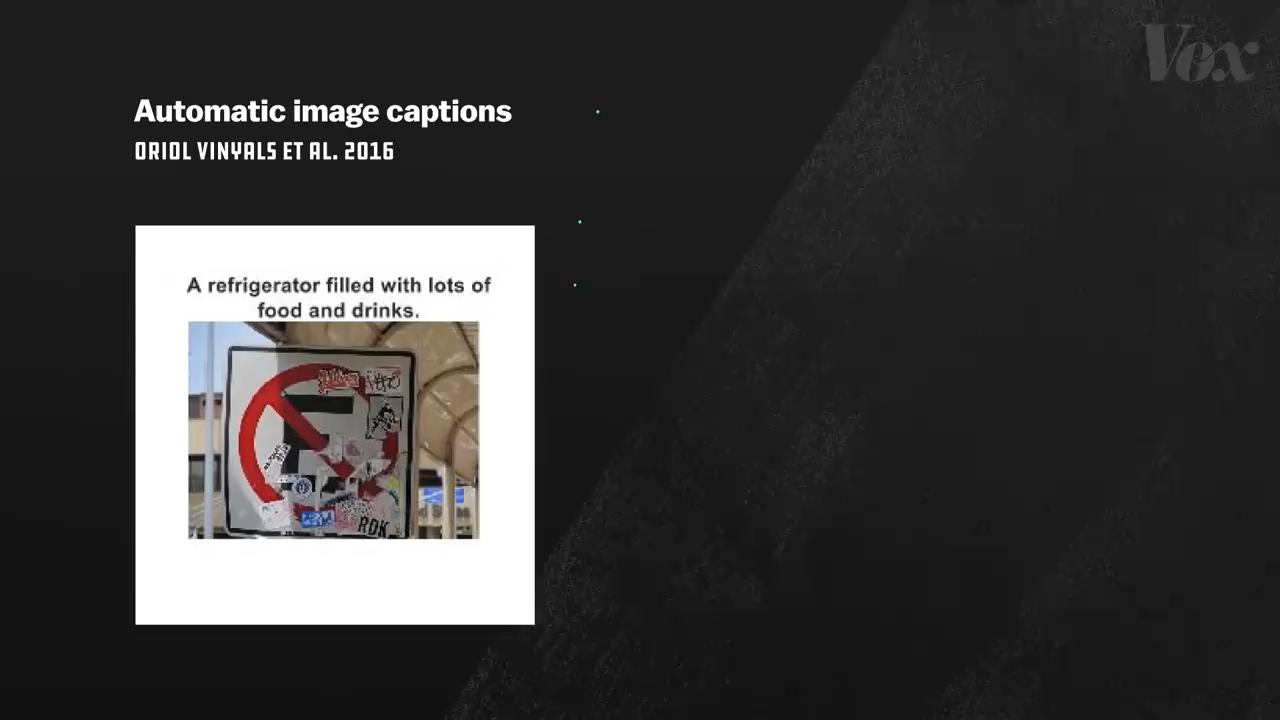 Vox
Automatic image captions
ORIOL VINYALS ET AL. 2016
A refrigerator filled with lots of
food and drinks.
RDK